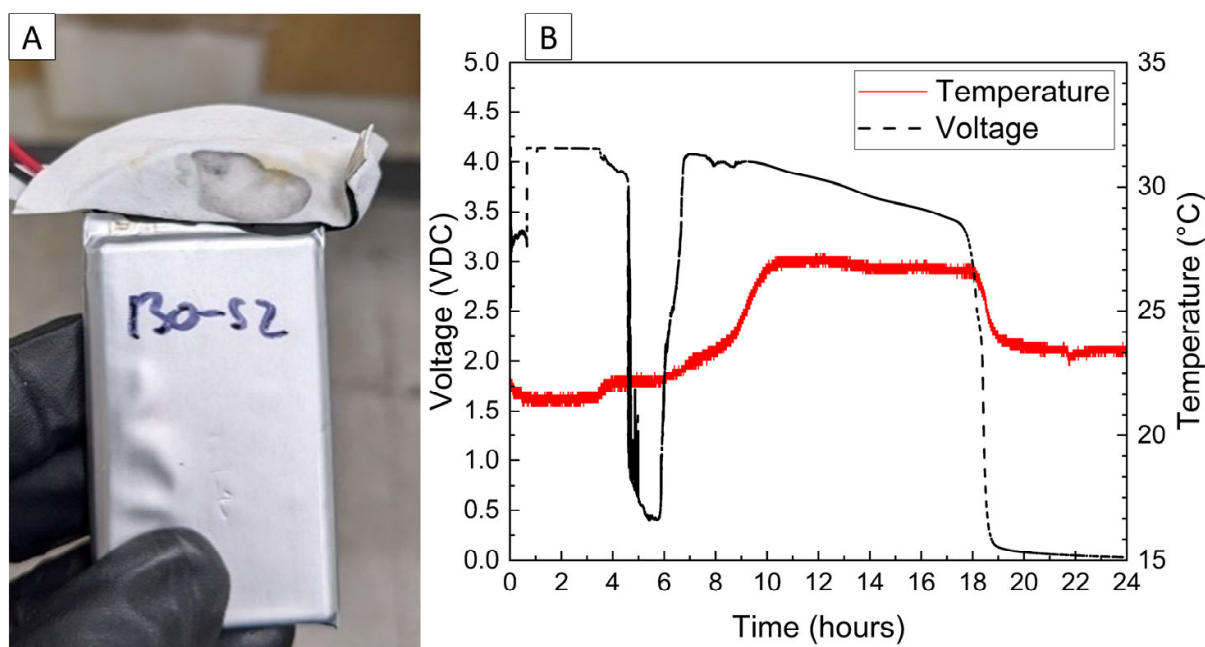 A
B
BO-S2
Temperature
Voltage
Voltage (VDC)
5.0
4.5
4.0
3.5
3.0
2.5
2.0
1.5
1.0
0.5
0.0
35
30
25
20
15
Temperature (°C)
0 2 4 6 8 10 12 14 16 18 20 22 24
Time (hours)